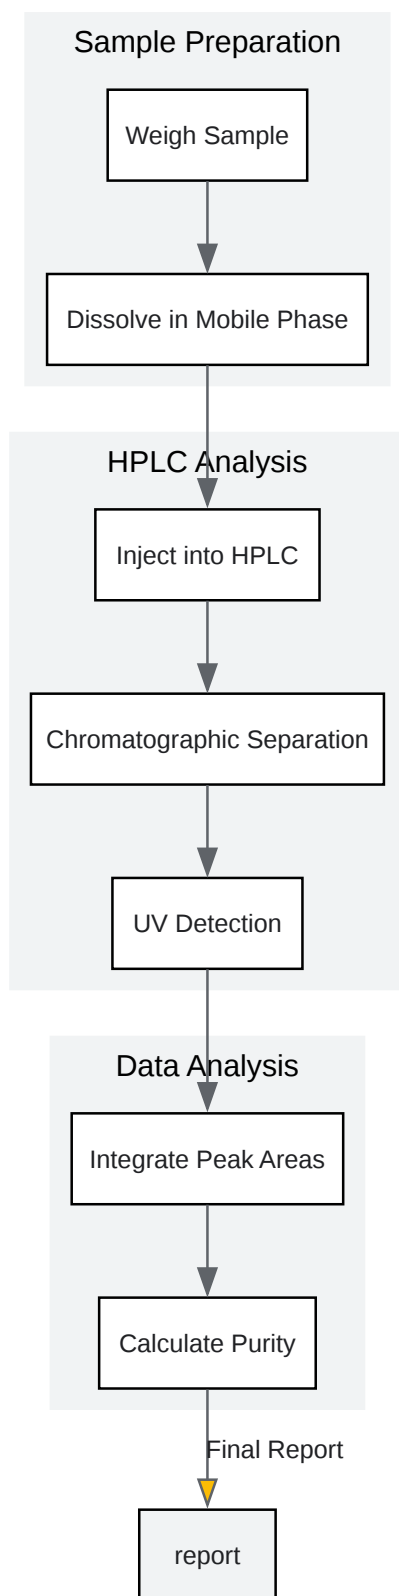 Sample Preparation
Weigh Sample
Dissolve in Mobile Phase
HPLC Analysis
Inject into HPLC
Chromatographic Separation
UV Detection
Data Analysis
Integrate Peak Areas
Calculate Purity
Final Report
report